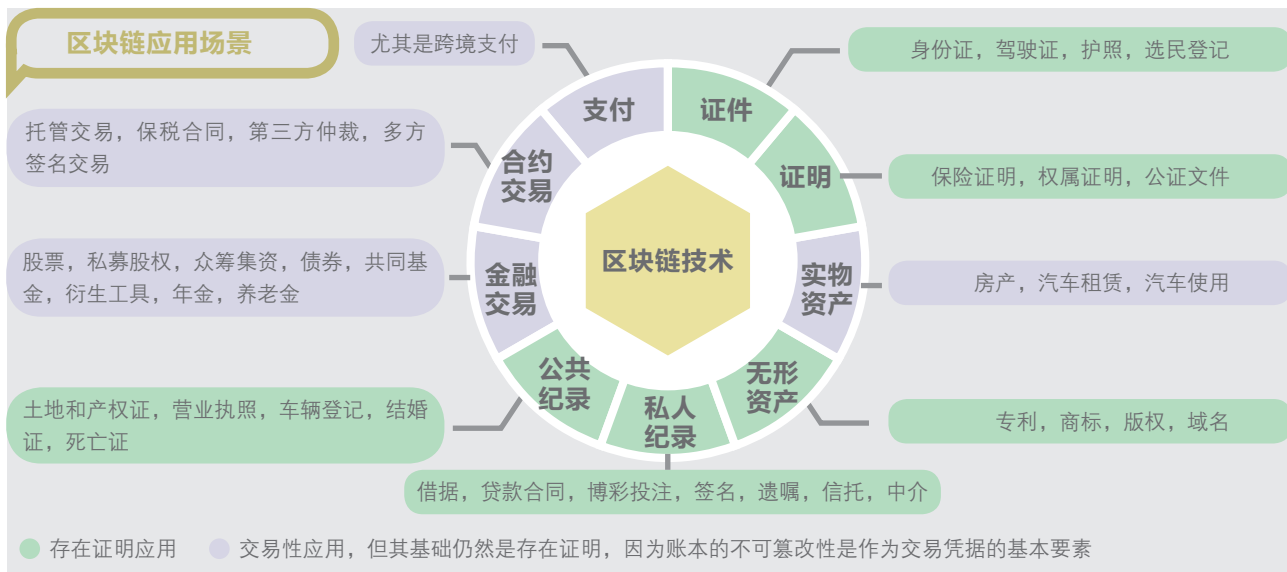 区块链应用场景
尤其是跨境支付
身份证，驾驶证，护照，选民登记
支付
证件
托管交易，保税合同，第三方仲裁，多方
签名交易
合约
交易
证明
保险证明，权属证明，公证文件
区块链技术
股票，私募股权，众筹集资，债券，共同基
金，衍生工具，年金，养老金
金融
交易
实物
资产
房产，汽车租赁，汽车使用
公共
纪录
无形
资产
私人
纪录
土地和产权证，营业执照，车辆登记，结婚
证，死亡证
专利，商标，版权，域名
借据，贷款合同，博彩投注，签名，遗嘱，信托，中介
存在证明应用
交易性应用，但其基础仍然是存在证明，因为账本的不可篡改性是作为交易凭据的基本要素